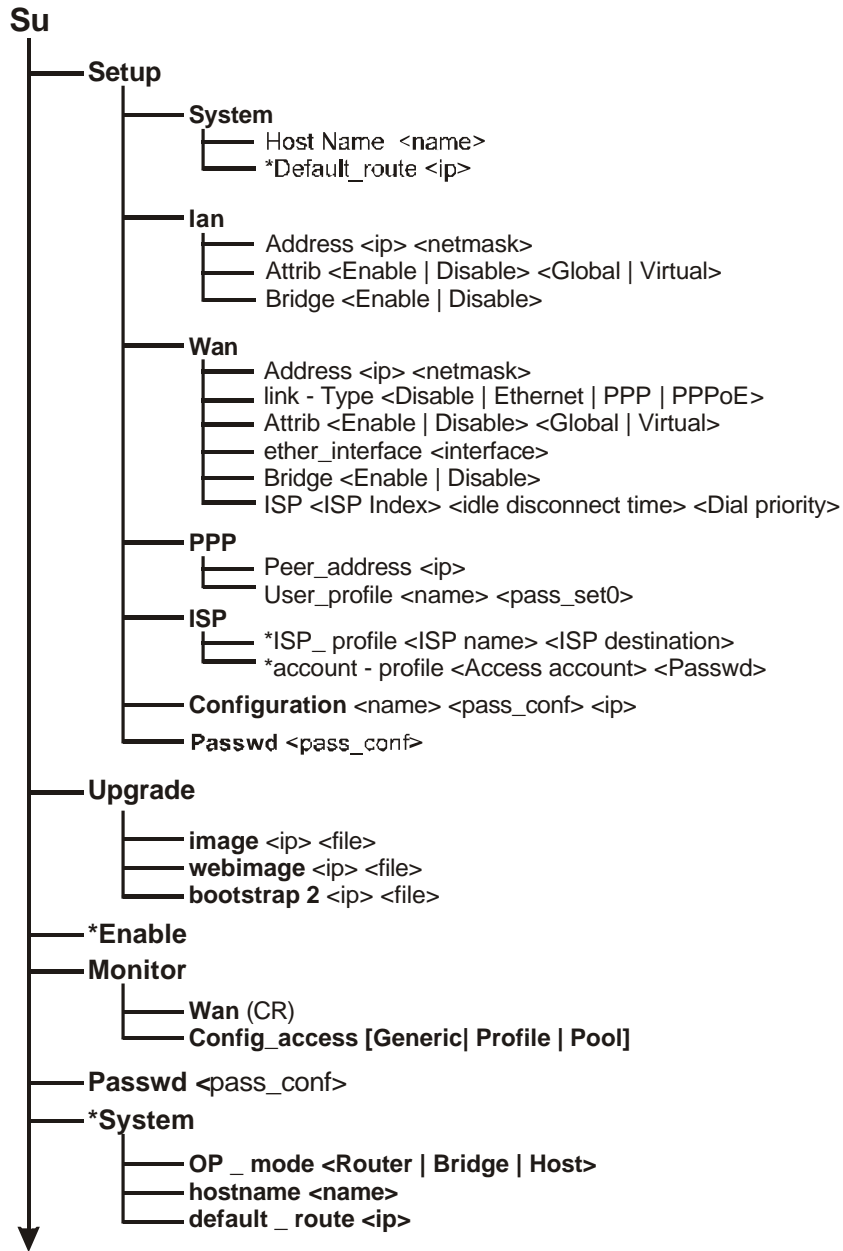 Su
Setup
System
Host Name <name>
*Default_route <ip>
lan
Address <ip> <netmask>
Attrib <Enable | Disable> <Global | Virtual>
Bridge <Enable | Disable>
Wan
Address <ip> <netmask>
link - Type <Disable | Ethernet | PPP | PPPoE>
Attrib <Enable | Disable> <Global | Virtual>
ether_interface <interface>
Bridge <Enable | Disable>
ISP <ISP Index> <idle disconnect time> <Dial priority>
PPP
Peer_address <ip>
User_profile <name> <pass_set0>
ISP
*ISP_ profile <ISP name> <ISP destination>
*account - profile <Access account> <Passwd>
Configuration <name> <pass_conf> <ip>
Passwd <pass_conf>
Upgrade
image <ip> <file>
webimage <ip> <file>
bootstrap 2 <ip> <file>
*Enable
Monitor
Wan (CR)
Config_access [Generic| Profile | Pool]
Passwd <pass_conf>
*System
OP _ mode <Router | Bridge | Host>
hostname <name>
default _ route <ip>